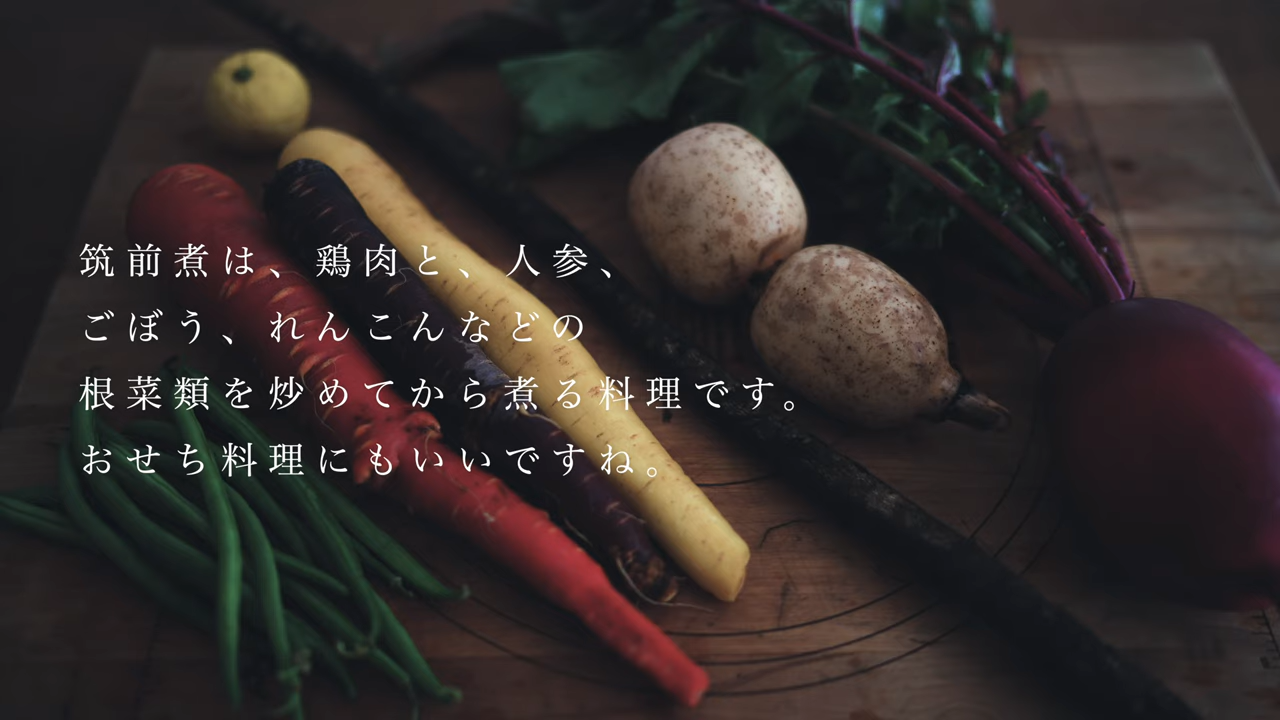 筑前煮は、鶏肉と、人参、
ごぼう、れんこんなどの
根菜類を炒めてから煮る料理です。
おせち料理にもいいですね。